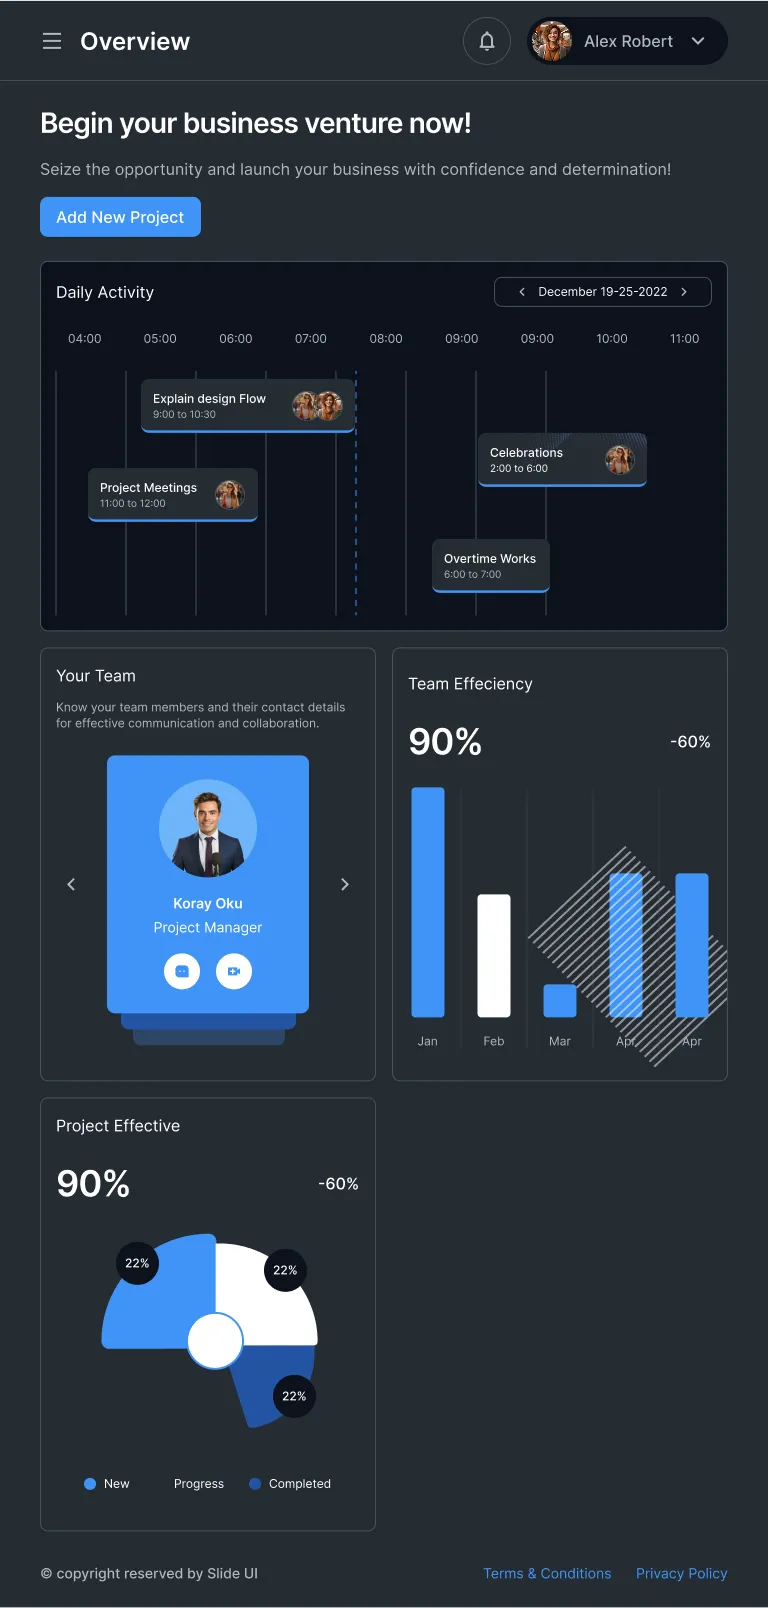 Overview
Alex Robert
Begin your business venture now!
Seize the opportunity and launch your business with confidence and determination!
Add New Project
Daily Activity
December 19-25-2022
04:00 05:00 06:00 07:00 08:00 09:00 09:00 10:00 11:00
Explain design Flow
9:00 to 10:30
Celebrations
2:00 to 6:00
Project Meetings
11:00 to 12:00
Overtime Works
6:00 to 7:00
Your Team
Know your team members and their contact details
for effective communication and collaboration.
Koray Oku
Project Manager
Team Effeciency
90%
-60%
Jan Feb Mar Apr Apr
Project Effective
90%
-60%
22%
22%
22%
New Progress Completed
© copyright reserved by Slide UI
Terms & Conditions Privacy Policy